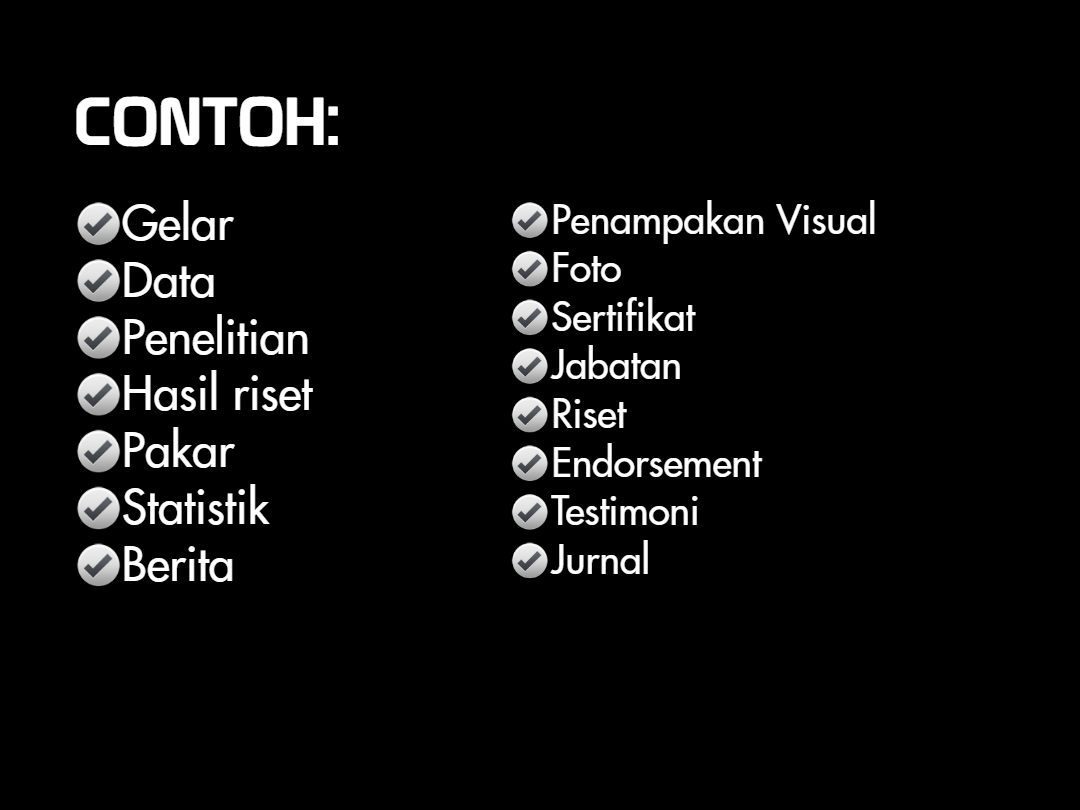 CONTOH:
Gelar
Data
Penelitian
Hasil riset
Pakar
Statistik
Berita
Penampakan Visual
Foto
Sertifikat
Jabatan
Riset
Endorsement
Testimoni
Jurnal